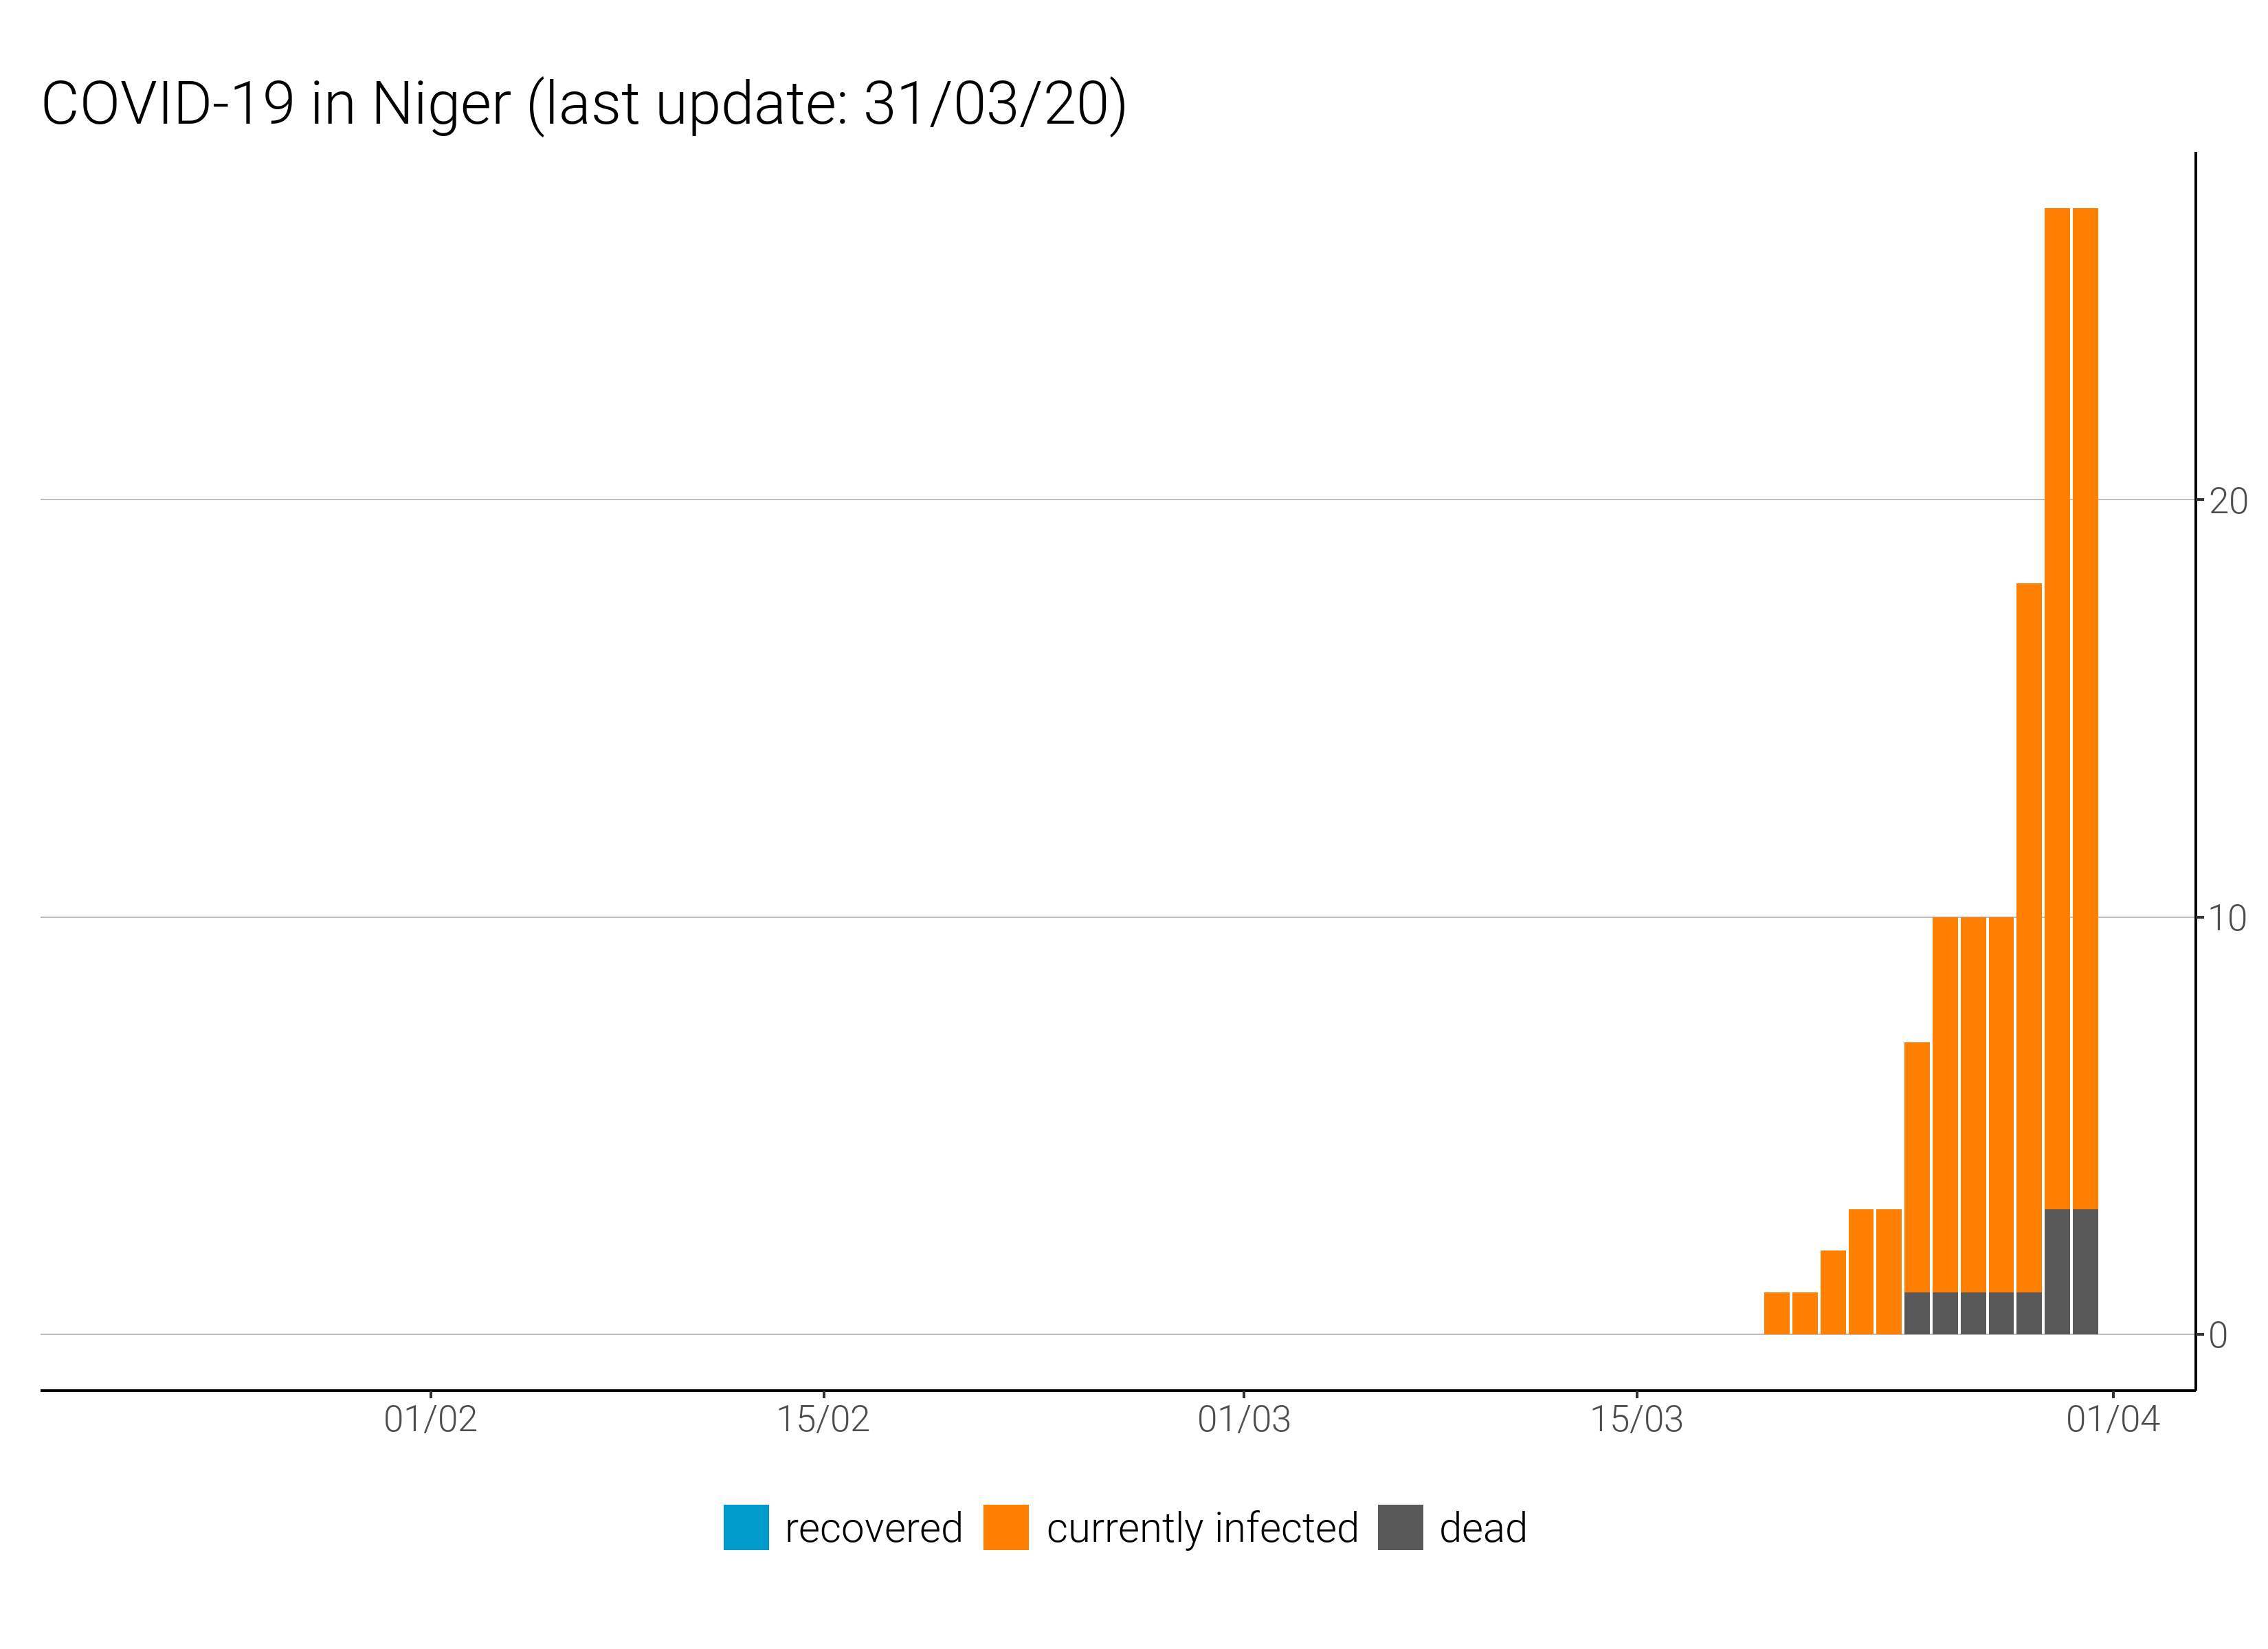 COVID-19 in Niger (last update: 31/03/20)
20
10
0
01/02 15/02 01/03 15/03 01/04
recovered currently infected dead